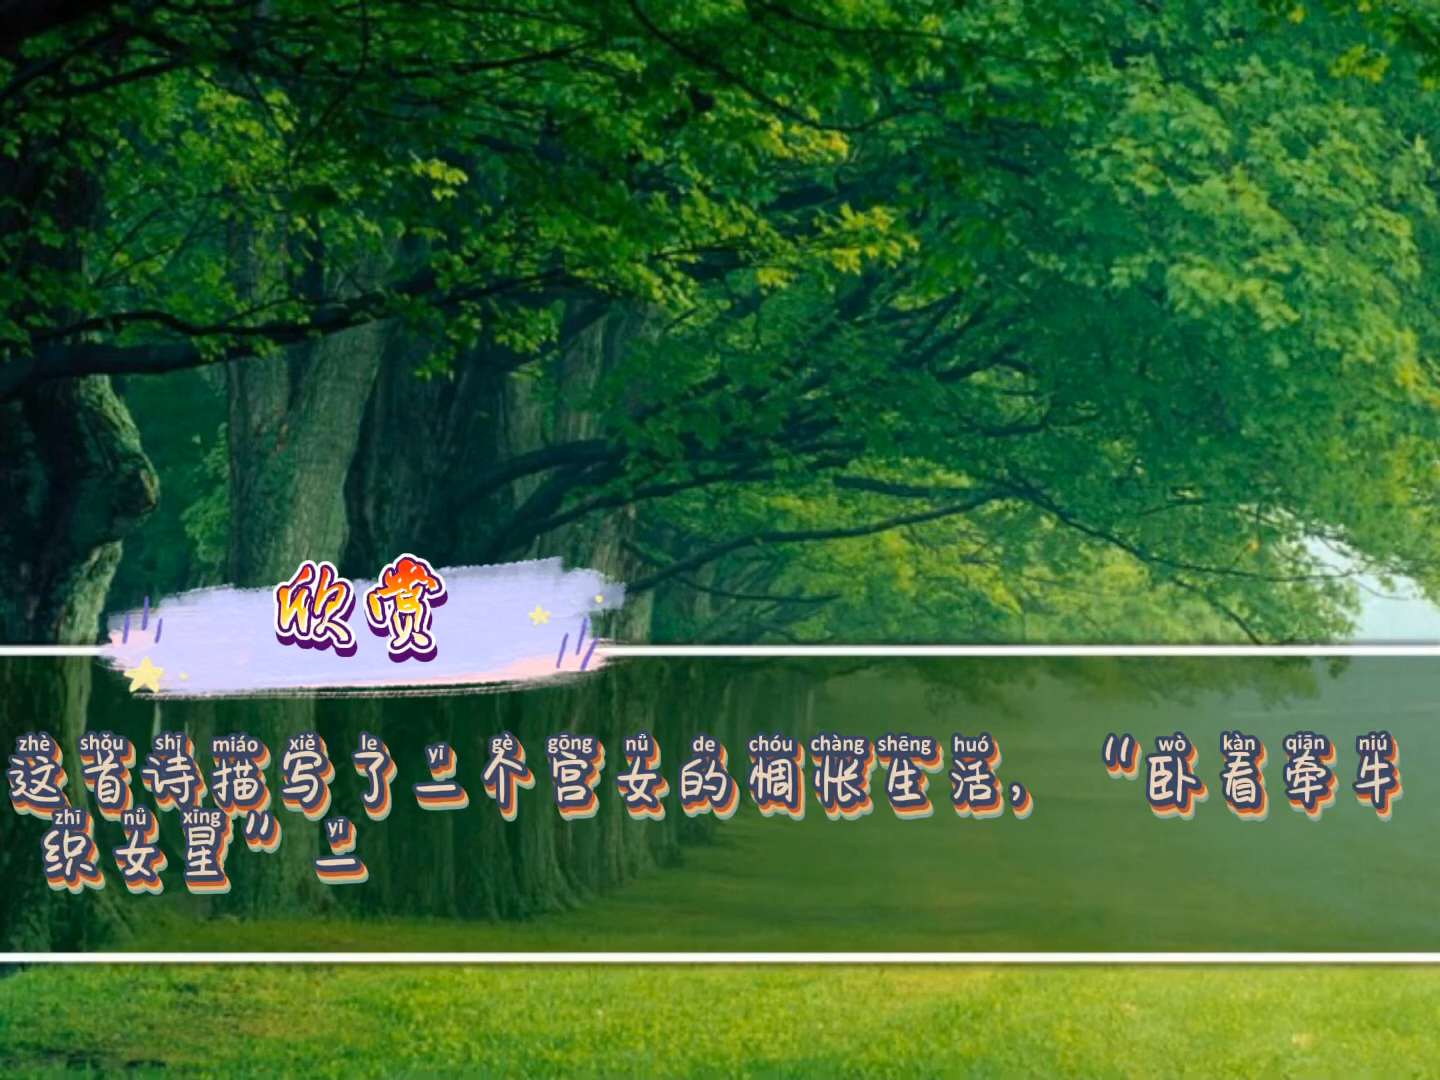 欣赏
zhè shǒu shī miáo xiě le yī gè gōng nǚ de chóu chàng shēng huó wò kàn qiān niú
这首诗描写了一个宫女的惆怅生活，“卧看牵牛
zhī nǚ xīng yī
织女星”一